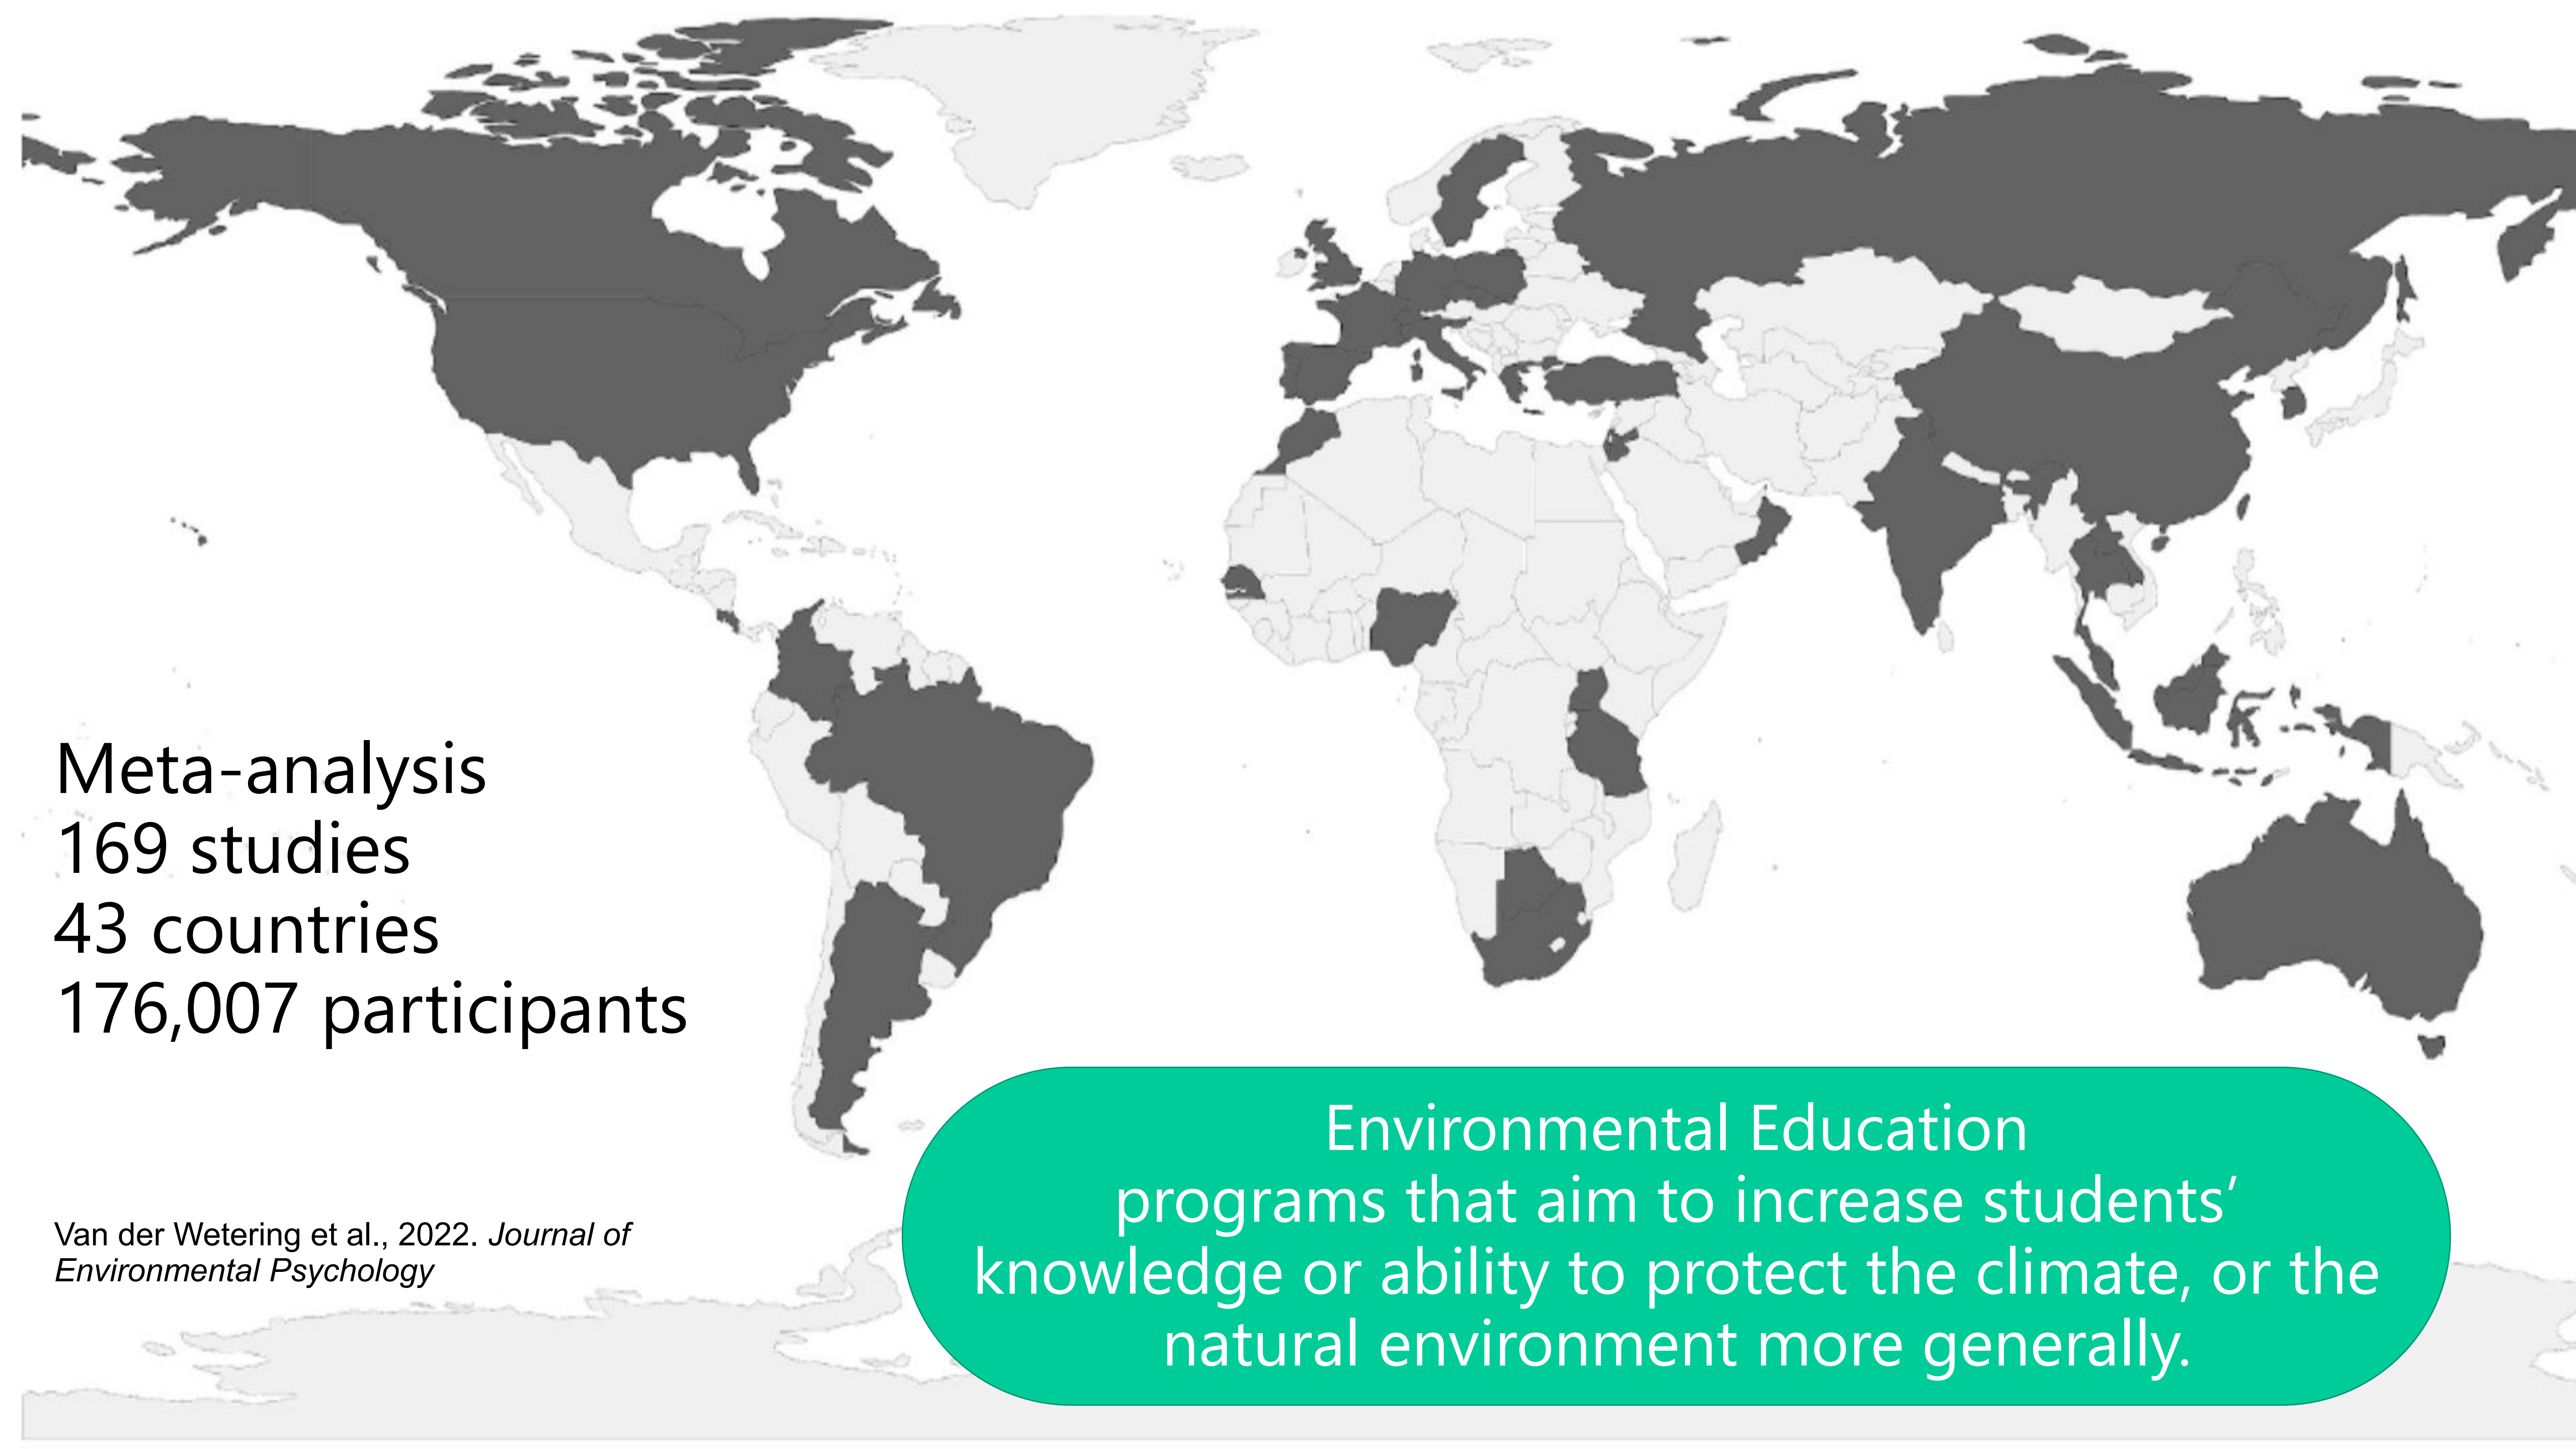 Meta-analysis
169 studies
43 countries
176,007 participants
Van der Wetering et al., 2022. Journal of
Environmental Psychology
Environmental Education
programs that aim to increase students’
knowledge or ability to protect the climate, or the
natural environment more generally.